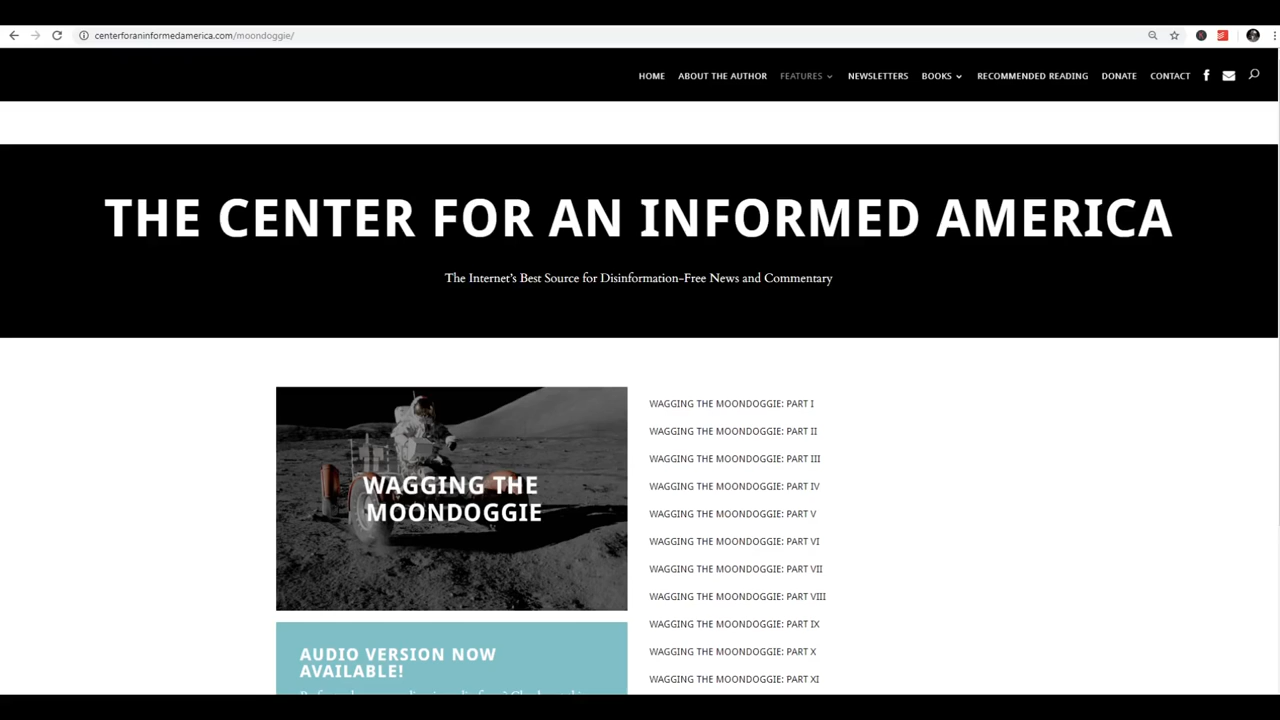 centerforaninformedamerica.com/moondoggie/
HOME ABOUT THE AUTHOR FEATURES NEWSLETTERS BOOKS RECOMMENDED READING DONATE CONTACT
THE CENTER FOR AN INFORMED AMERICA
The Internet's Best Source for Disinformation-Free News and Commentary
WAGGING THE
MOONDOGGIE
AUDIO VERSION NOW
AVAILABLE!
WAGGING THE MOONDOGGIE: PART I
WAGGING THE MOONDOGGIE: PART II
WAGGING THE MOONDOGGIE: PART III
WAGGING THE MOONDOGGIE: PART IV
WAGGING THE MOONDOGGIE: PART V
WAGGING THE MOONDOGGIE: PART VI
WAGGING THE MOONDOGGIE: PART VII
WAGGING THE MOONDOGGIE: PART VIII
WAGGING THE MOONDOGGIE: PART IX
WAGGING THE MOONDOGGIE: PART X
WAGGING THE MOONDOGGIE: PART XI